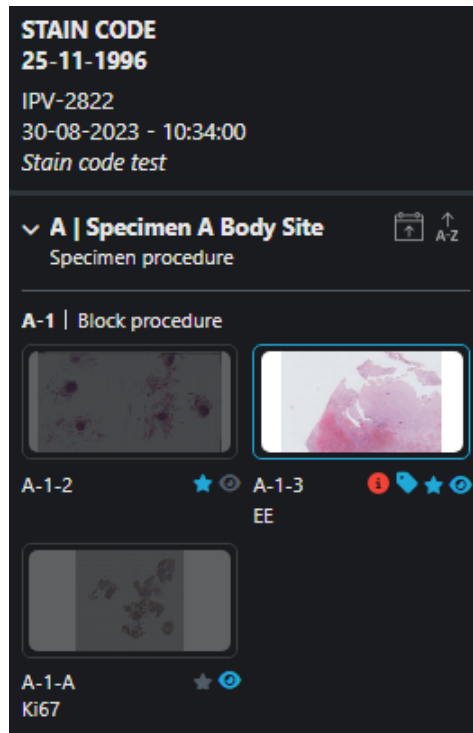 STAIN CODE
25-11-1996
IPV-2822
30-08-2023 - 10:34:00
Stain code test
A | Specimen A Body Site
A-Z
Specimen procedure
A-1 | Block procedure
A-1-2
A-1-3
EE
A-1-A
Ki67